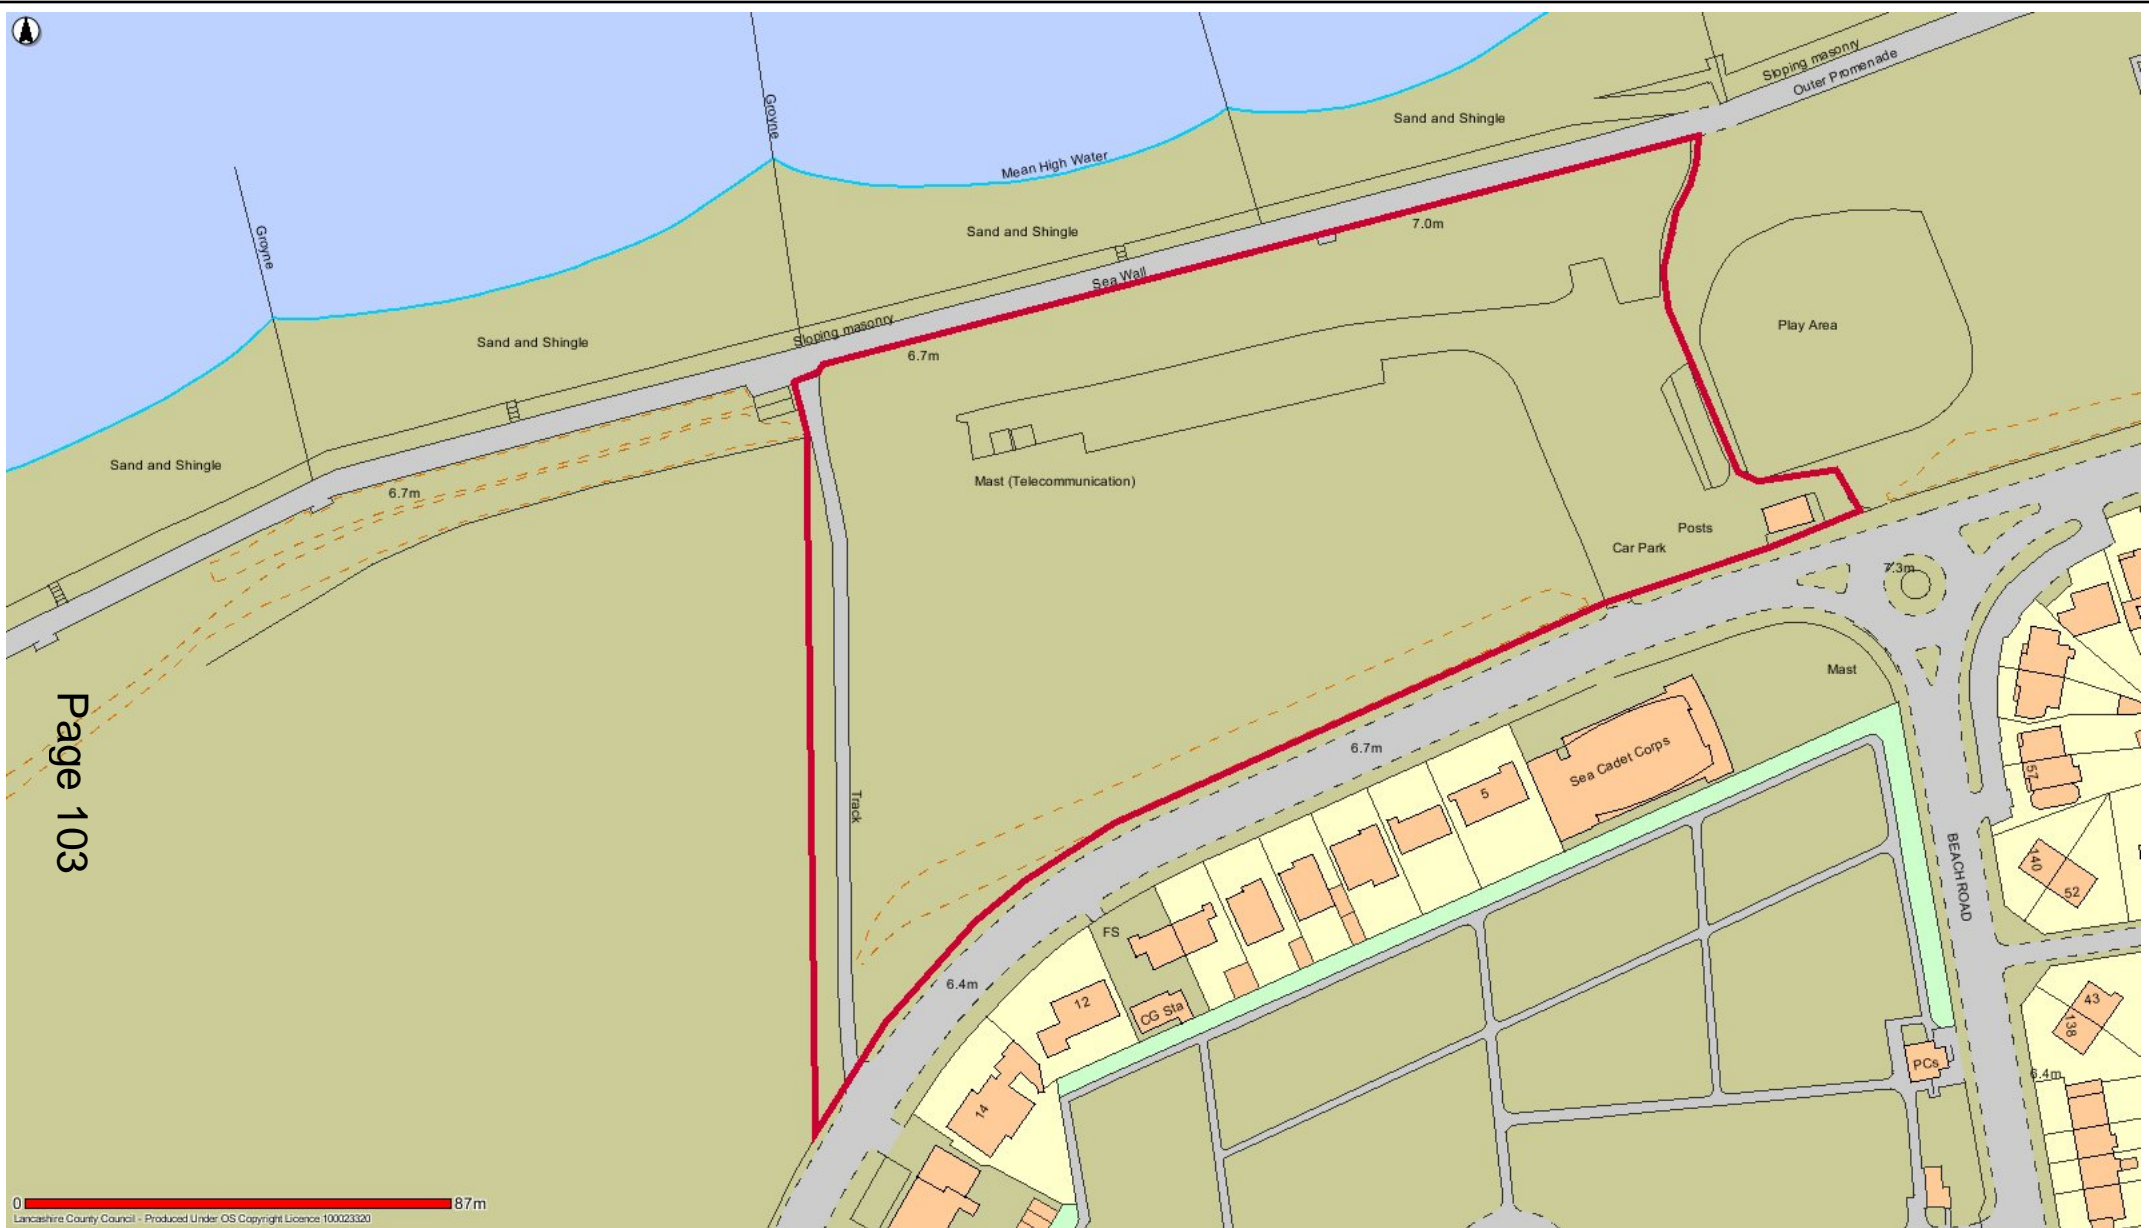 Sloping masonry
Outer Promenade
Groyne
Sand and Shingle
Mean High Water
Groyne
Sand and Shingle
7.0m
Sea Wall
Sloping masonry
Play Area
Sand and Shingle
6.7m
Sand and Shingle
6.7m
Mast (Telecommunication)
Posts
Car Park
7.3m
Mast
Page 103
6.7m
Sea Cadet Corps
5
57
Track
BEACH ROAD
140
52
FS
6.4m
12
CG Sta
43
138
PCs
6.4m
14
0
87m
Lancashire County Council - Produced Under OS Copyright Licence 100023320